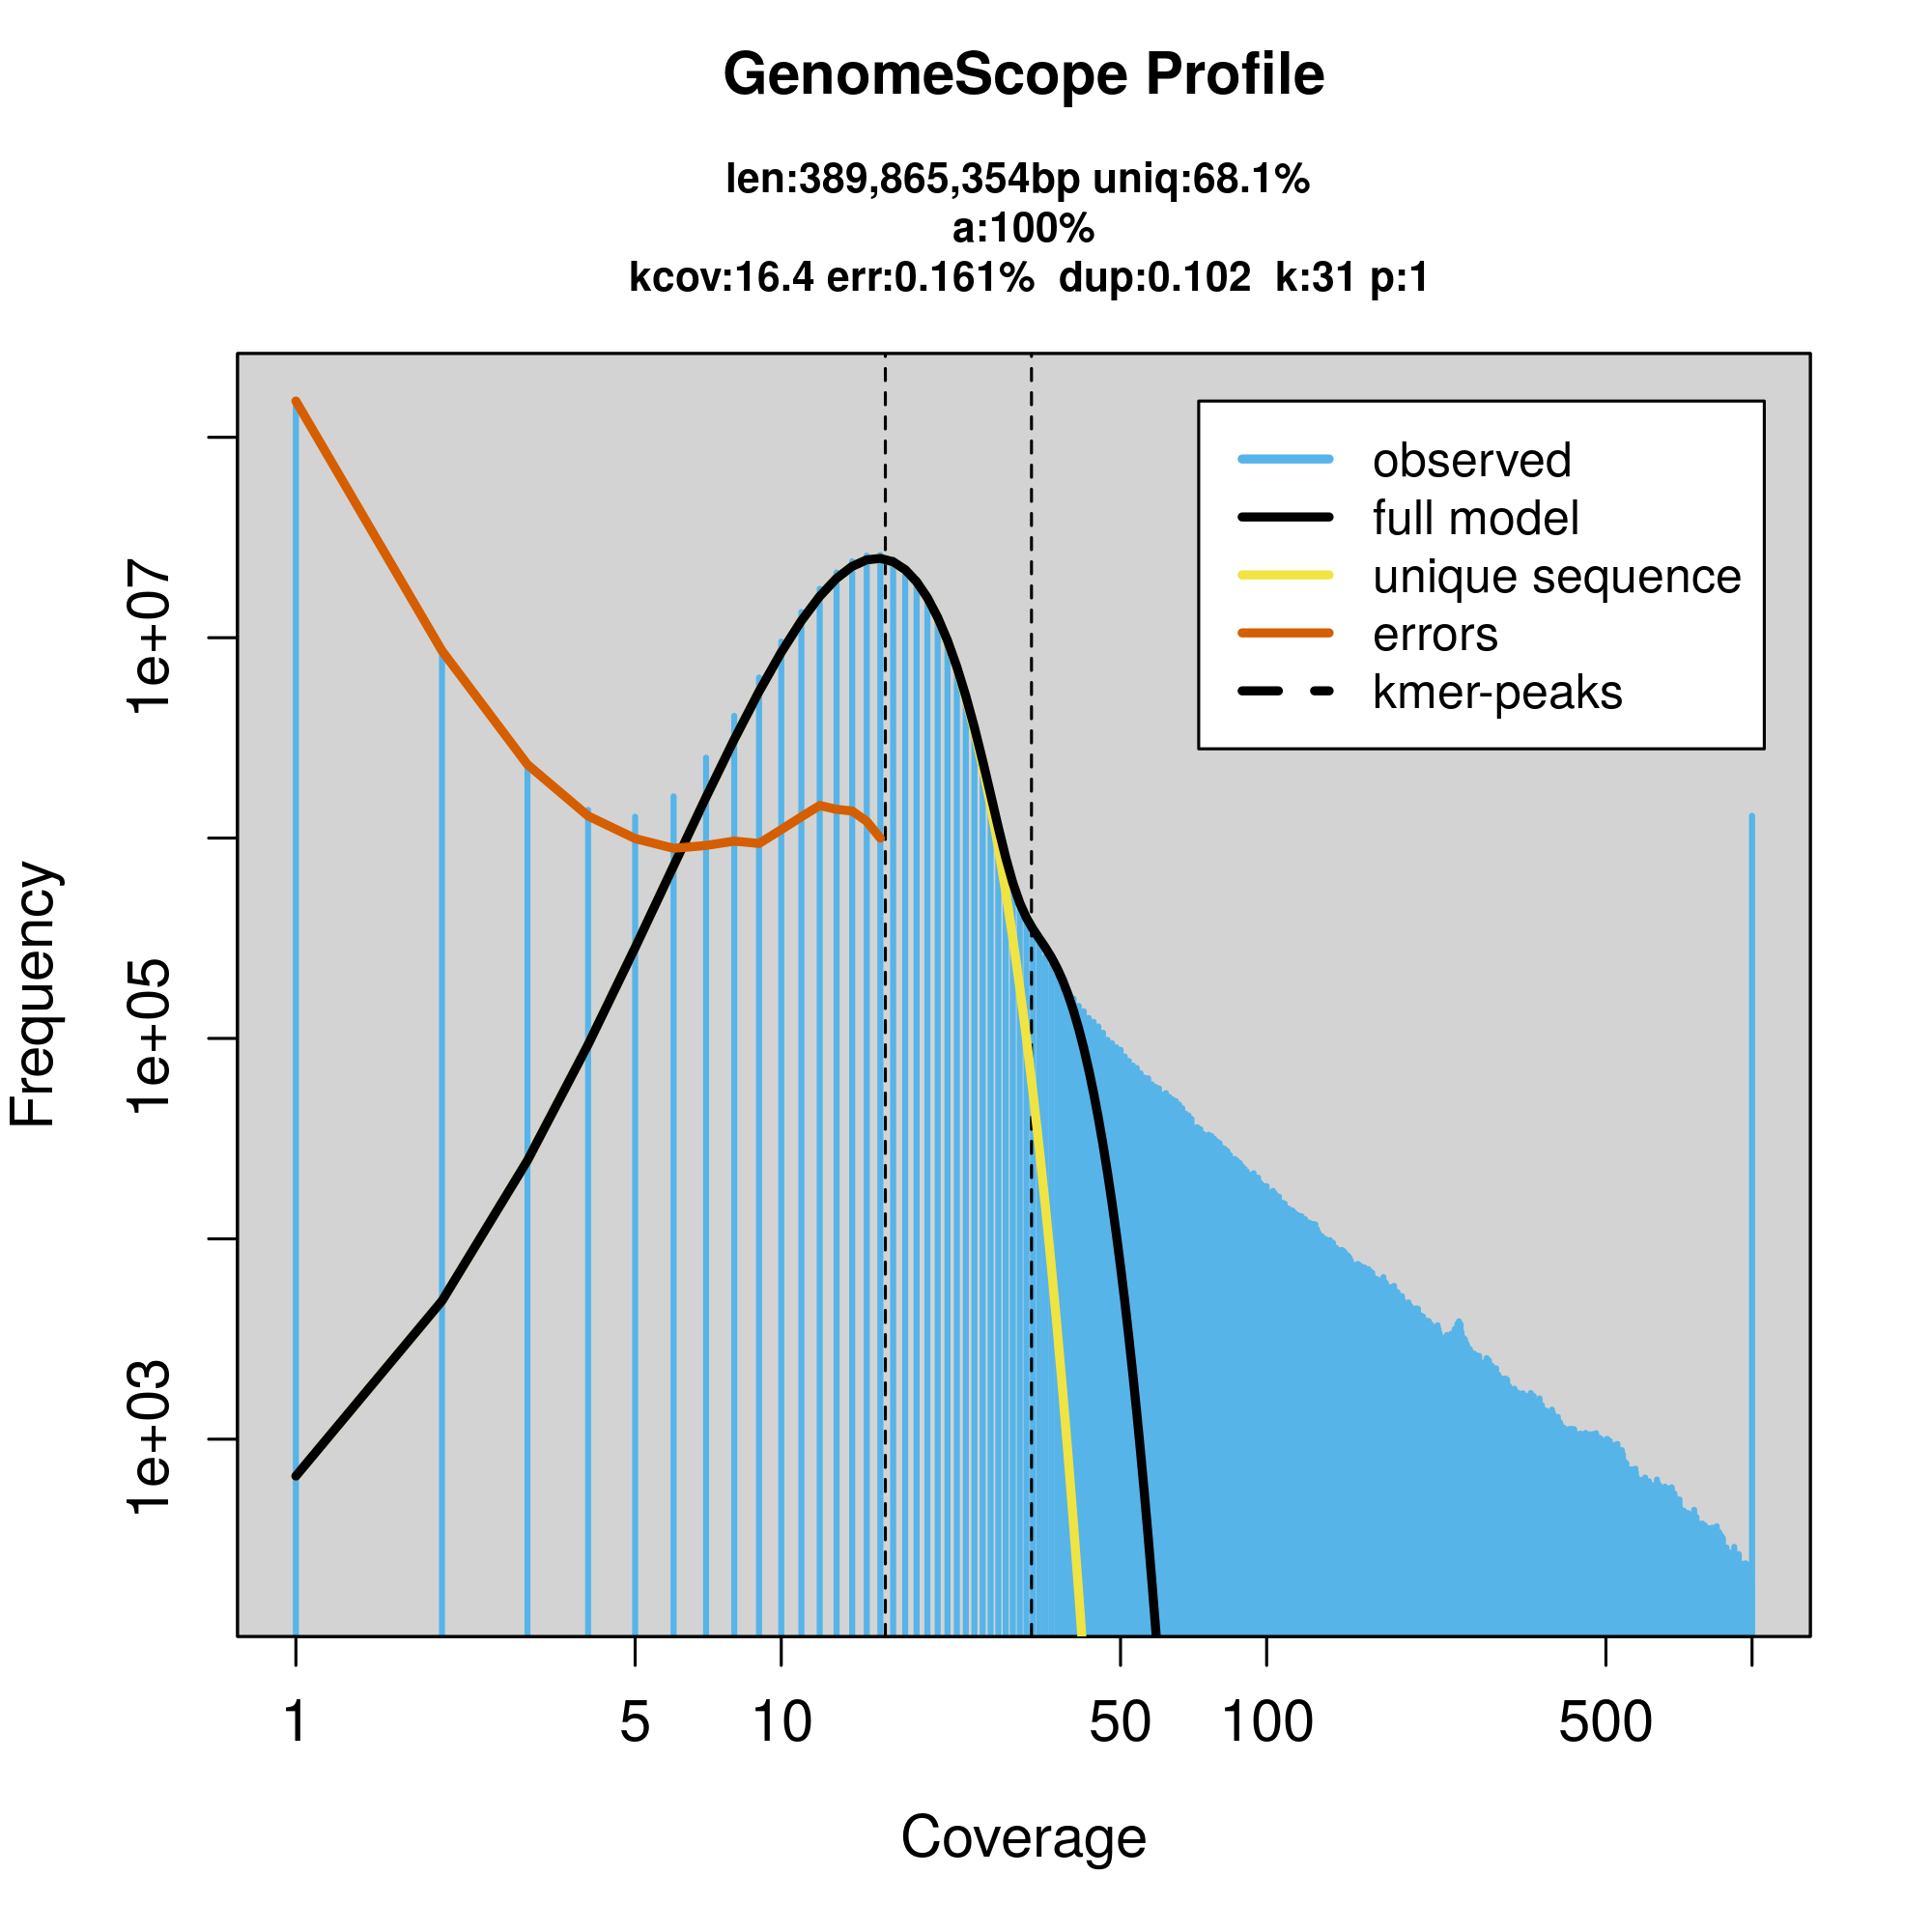 GenomeScope Profile
len:389,865,354bp uniq:68.1%
a:100%
kcov:16.4 err:0.161% dup:0.102 k:31 p:1
observed
full model
unique sequence
errors
kmer-peaks
Frequency
1e+07
1e+05
1e+03
1 5 10 50 100 500
Coverage